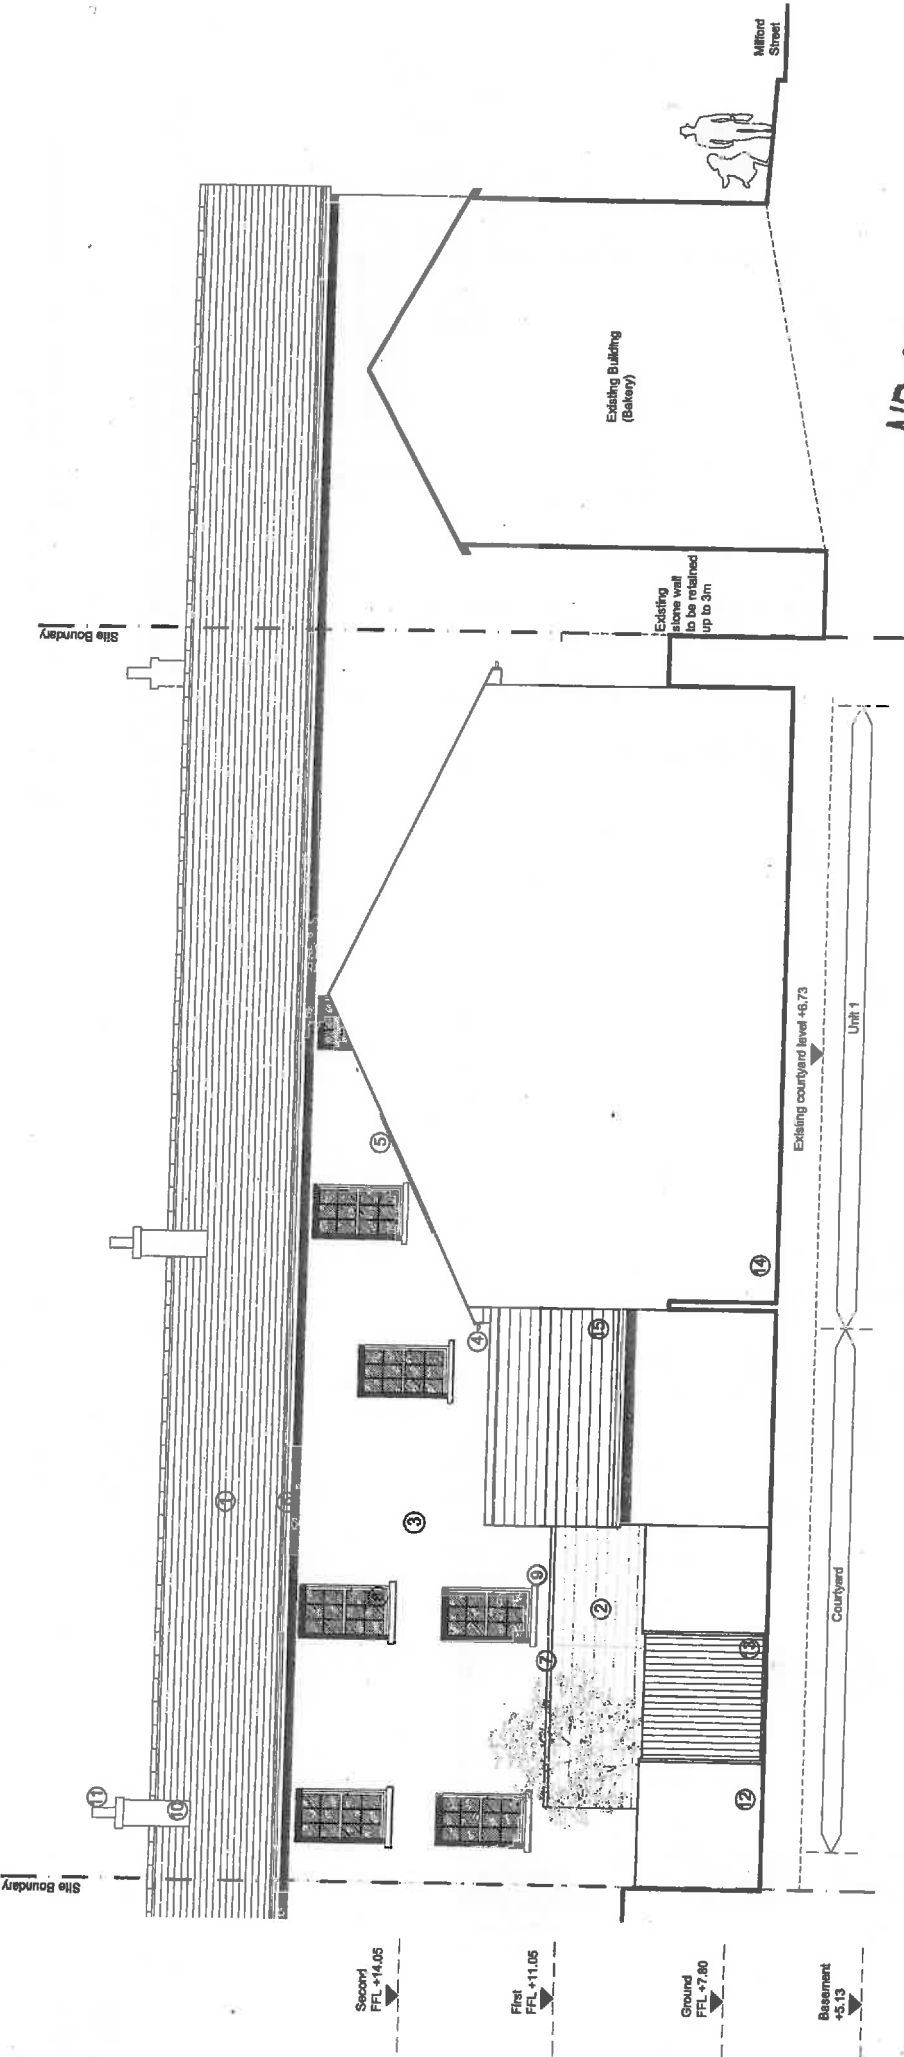 Site Boundary
Site Boundary
Milford
Street
Existing Building
(Bakery)
Existing
stone wall
to be retained
up to 3m
Existing courtyard level +6.73
Unit 1
Courtyard
Second
FFL +14.05
First
FFL +11.05
Ground
FFL +7.80
Basement
+5.13
11
10
1
3
5
4
15
14
9
2
7
13
12